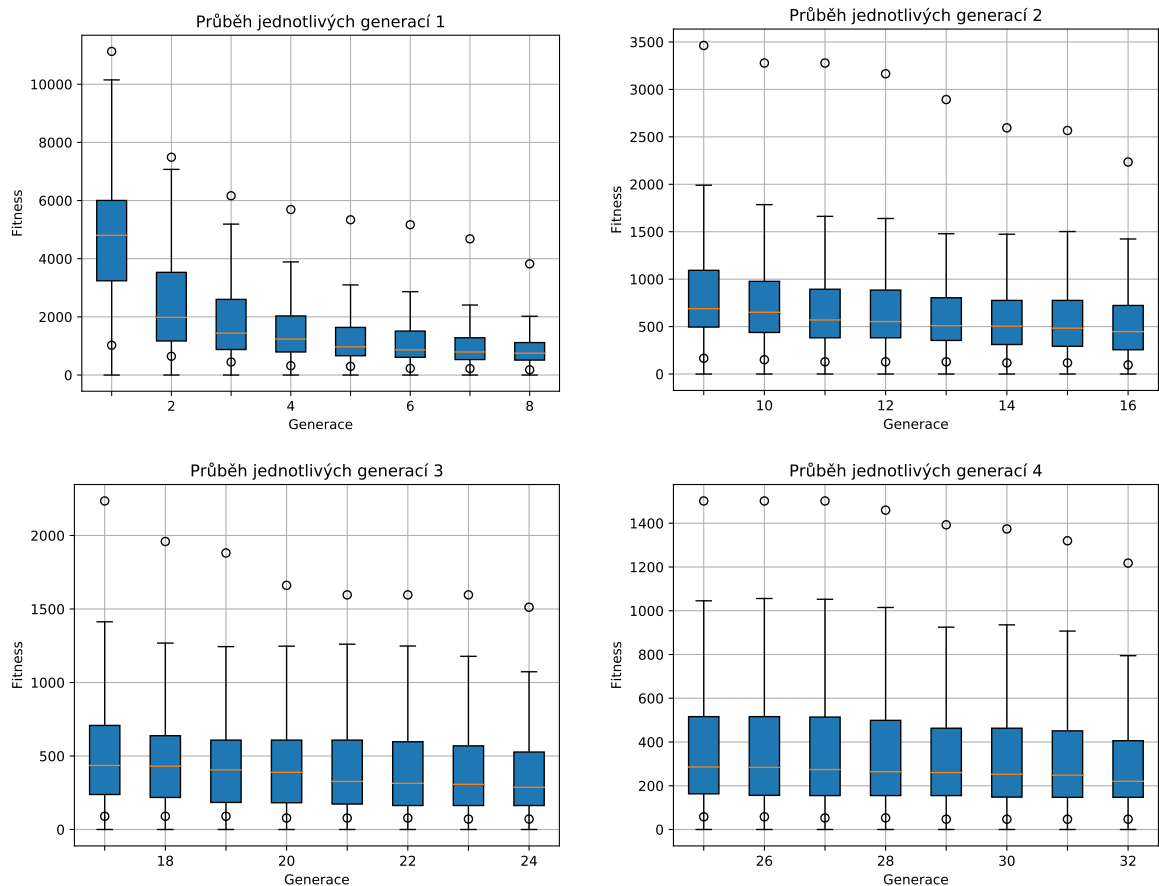 Průběh jednotlivých generací 1
Fitness
10000
8000
6000
4000
2000
0
2 4 6 8
Generace
Průběh jednotlivých generací 2
Fitness
3500
3000
2500
2000
1500
1000
500
0
10 12 14 16
Generace
Průběh jednotlivých generací 3
Fitness
2000
1500
1000
500
0
18 20 22 24
Generace
Průběh jednotlivých generací 4
Fitness
1400
1200
1000
800
600
400
200
0
26 28 30 32
Generace